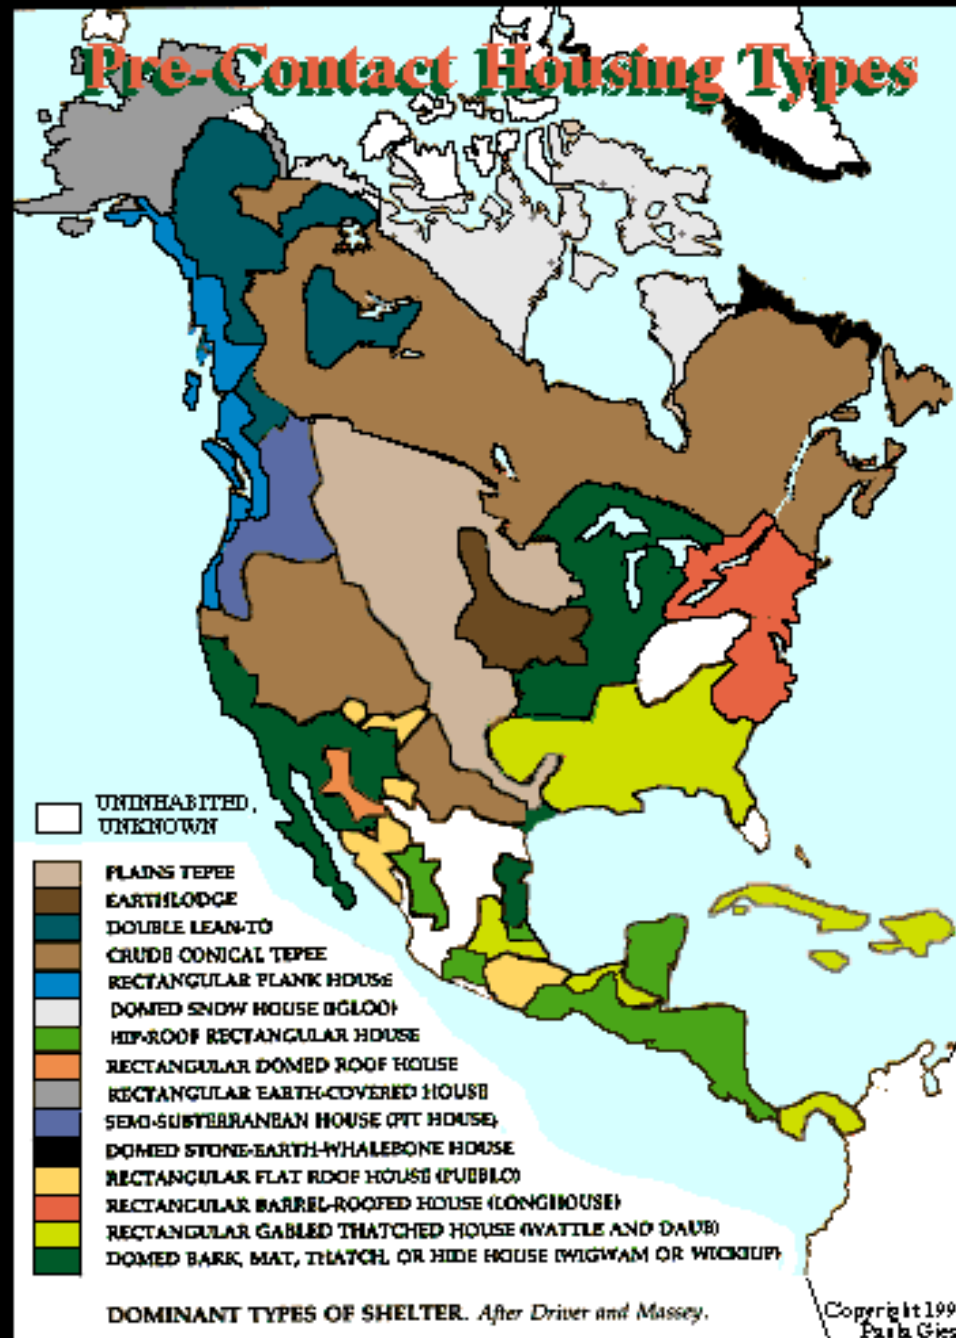 Pre-Contact Housing Types
UNINHABITED,
UNKNOWN
PLAINS TEPEE
EARTHLODGE
DOUBLE LEAN-TO
CRUDE CONICAL TEPEE
RECTANGULAR PLANK HOUSE
DOMED SNOW HOUSE (IGLOO)
HIP-ROOF RECTANGULAR HOUSE
RECTANGULAR DOMED ROOF HOUSE
RECTANGULAR EARTH-COVERED HOUSE
SEMI-SUBTERRANEAN HOUSE (PIT HOUSE)
DOMED STONE-EARTH-WHALEBONE HOUSE
RECTANGULAR FLAT ROOF HOUSE (PUEBLO)
RECTANGULAR BARREL-ROOFED HOUSE (LONGHOUSE)
RECTANGULAR GABLED THATCHED HOUSE (WATTLE AND DAUB)
DOMED BARK, MAT, THATCH, OR HIDE HOUSE (WIGWAM OR WICKIUP)
DOMINANT TYPES OF SHELTER. After Driver and Massey.
Copyright 199
Paula Gies